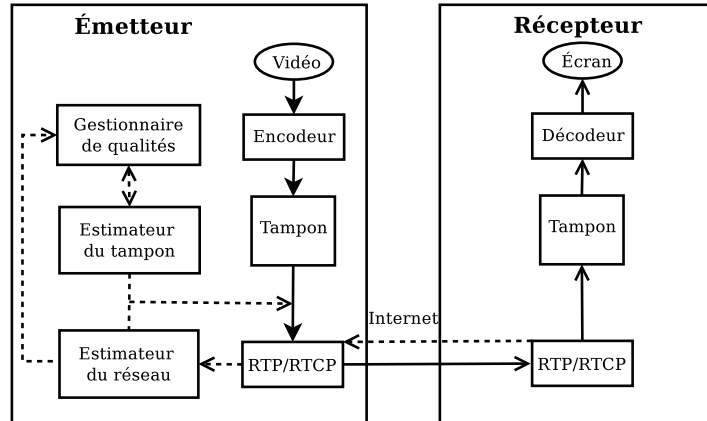 Émetteur
Vidéo
Encodeur
Tampon
RTP/RTCP
Gestionnaire
de qualités
Estimateur
du tampon
Estimateur
du réseau
Internet
Récepteur
Écran
Décodeur
Tampon
RTP/RTCP